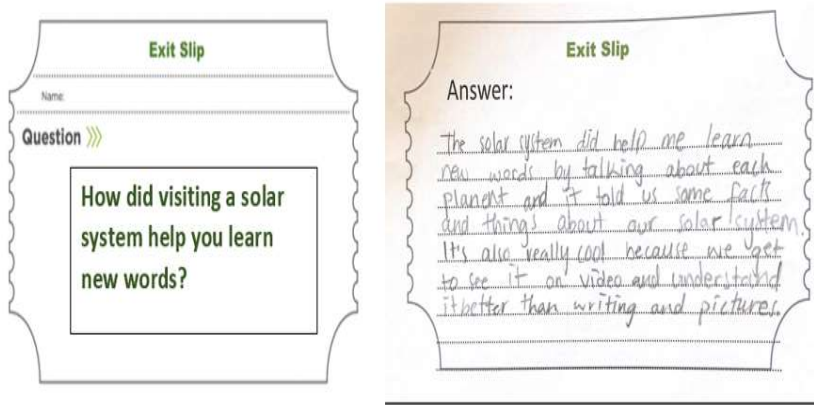 Exit Slip
Name:
Question
How did visiting a solar
system help you learn
new words?
Exit Slip
Answer:
The solar system did help me learn
new words by talking about each
planent and it told us some facts
and things about our solar system.
It's also really cool because we get
to see it on video and understand
it better than writing and pictures.